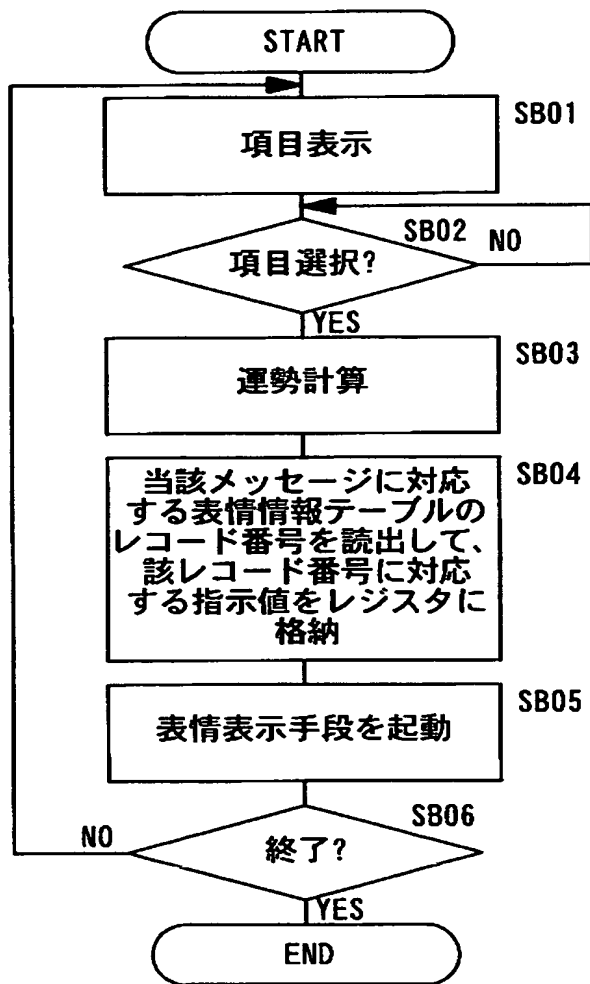 START
SB01
項目表示
SB02
項目選択?
NO
YES
SB03
運勢計算
SB04
当該メッセージに対応
する表情情報テーブルの
レコード番号を読出して、
該レコード番号に対応
する指示値をレジスタに
格納
SB05
表情表示手段を起動
SB06
NO
終了?
YES
END